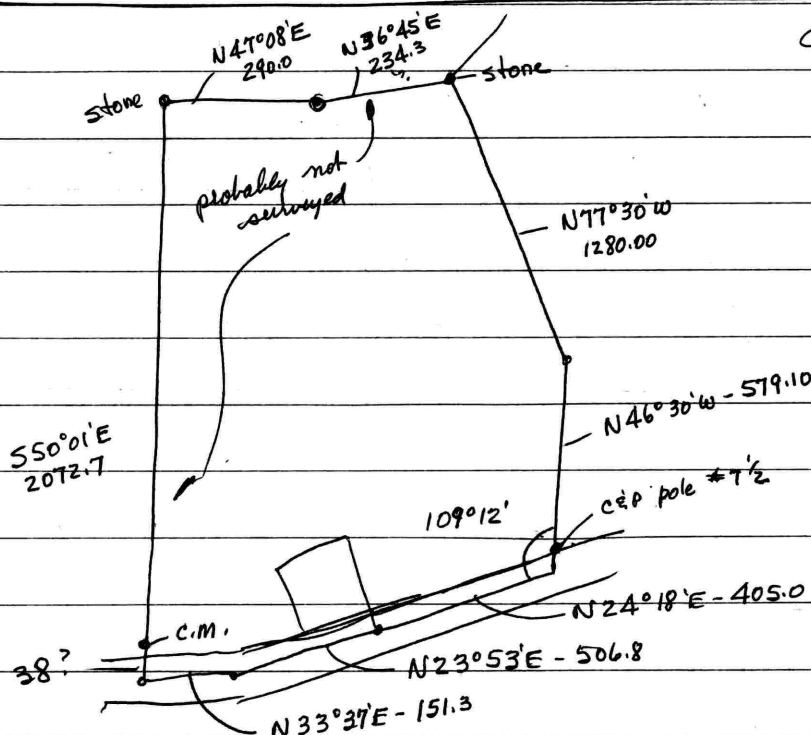 N47°08'E
290.0
N36°45'E
234.3
?
stone
stone
probably not
surveyed
N77°30'W
1280.00
S50°01'E
2072.7
N46°30'W - 579.10
C&P pole #7 1/2
109°12'
N24°18'E - 405.0
C.M.
38?
N23°53'E - 506.8
N33°37'E - 151.3